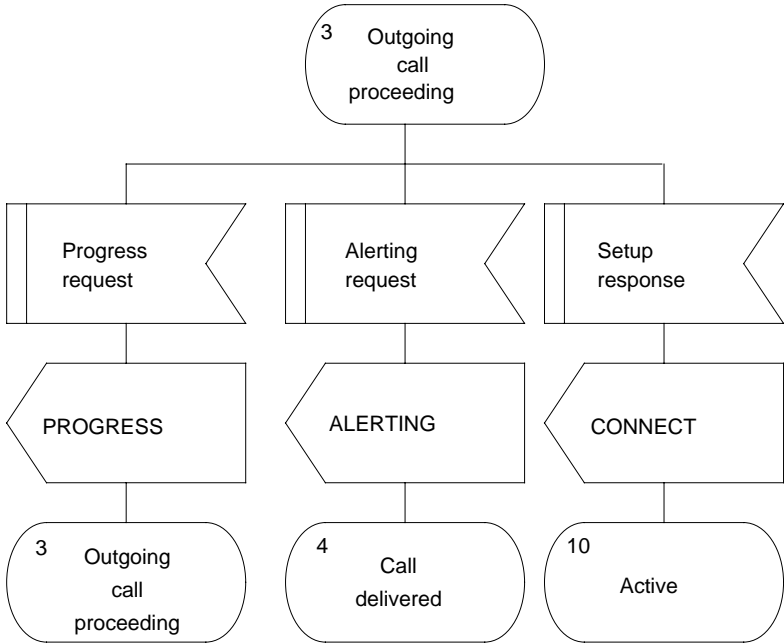 3
Outgoing
call
proceeding
Progress
request
Alerting
request
Setup
response
PROGRESS
ALERTING
CONNECT
3
Outgoing
call
proceeding
4
Call
delivered
10
Active